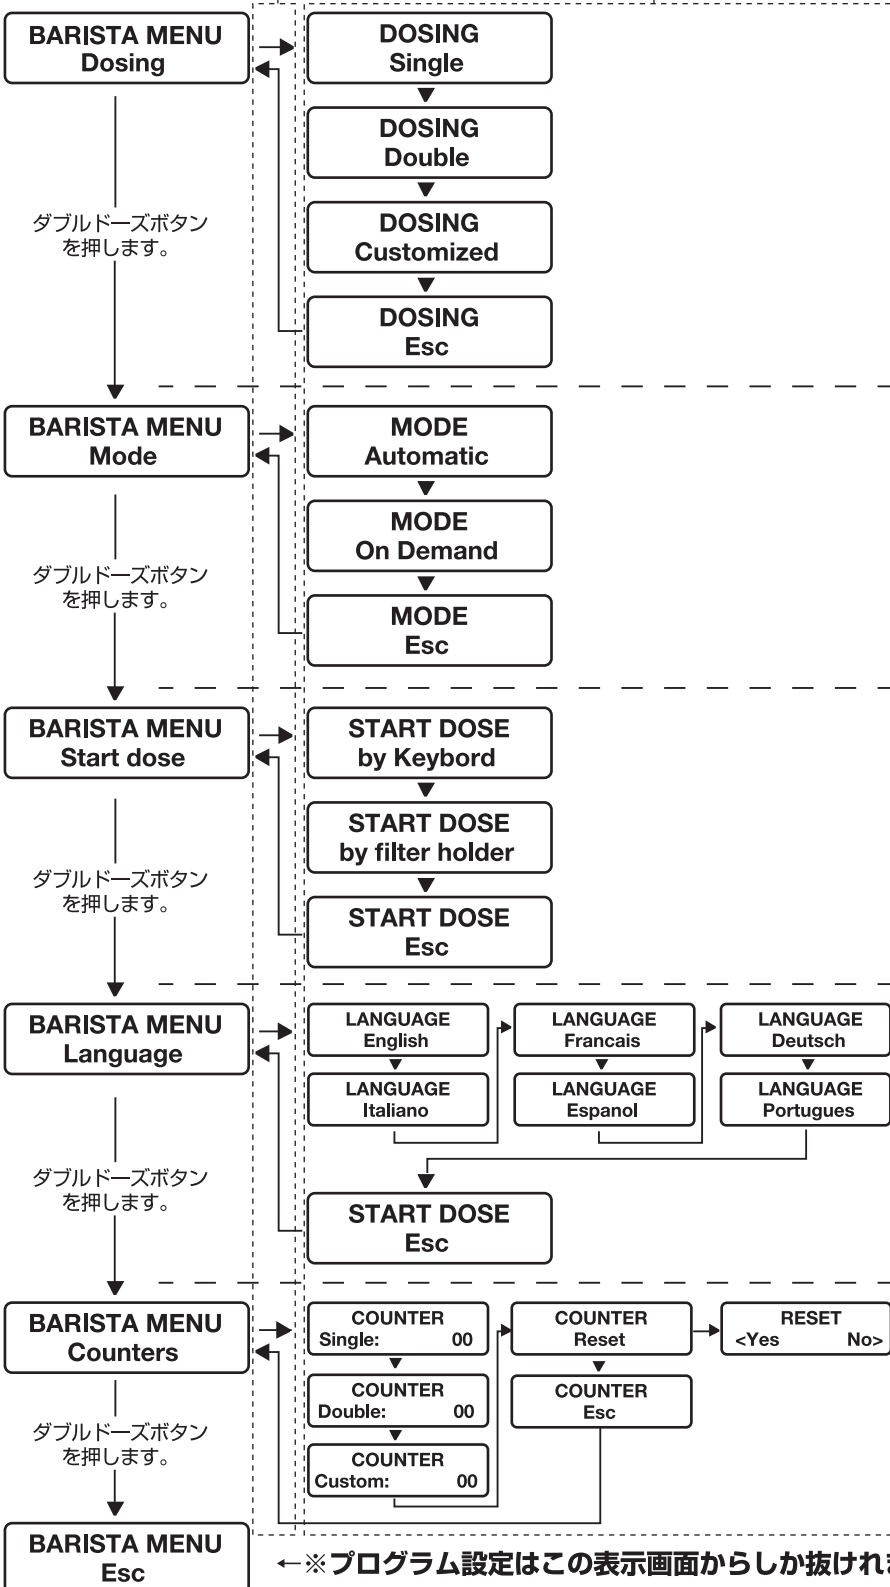 BARISTA MENU
Dosing
DOSING
Single
DOSING
Double
DOSING
Customized
DOSING
Esc
ダブルドーズボタン
を押します。
BARISTA MENU
Mode
MODE
Automatic
MODE
On Demand
MODE
Esc
ダブルドーズボタン
を押します。
BARISTA MENU
Start dose
START DOSE
by Keybord
START DOSE
by filter holder
START DOSE
Esc
ダブルドーズボタン
を押します。
BARISTA MENU
Language
LANGUAGE
English
LANGUAGE
Italiano
LANGUAGE
Francais
LANGUAGE
Espanol
LANGUAGE
Deutsch
LANGUAGE
Portugues
START DOSE
Esc
ダブルドーズボタン
を押します。
BARISTA MENU
Counters
COUNTER
Single: 00
COUNTER
Double: 00
COUNTER
Custom: 00
COUNTER
Reset
COUNTER
Esc
RESET
<Yes No>
ダブルドーズボタン
を押します。
BARISTA MENU
Esc
←※プログラム設定はこの表示画面からしか抜けれ